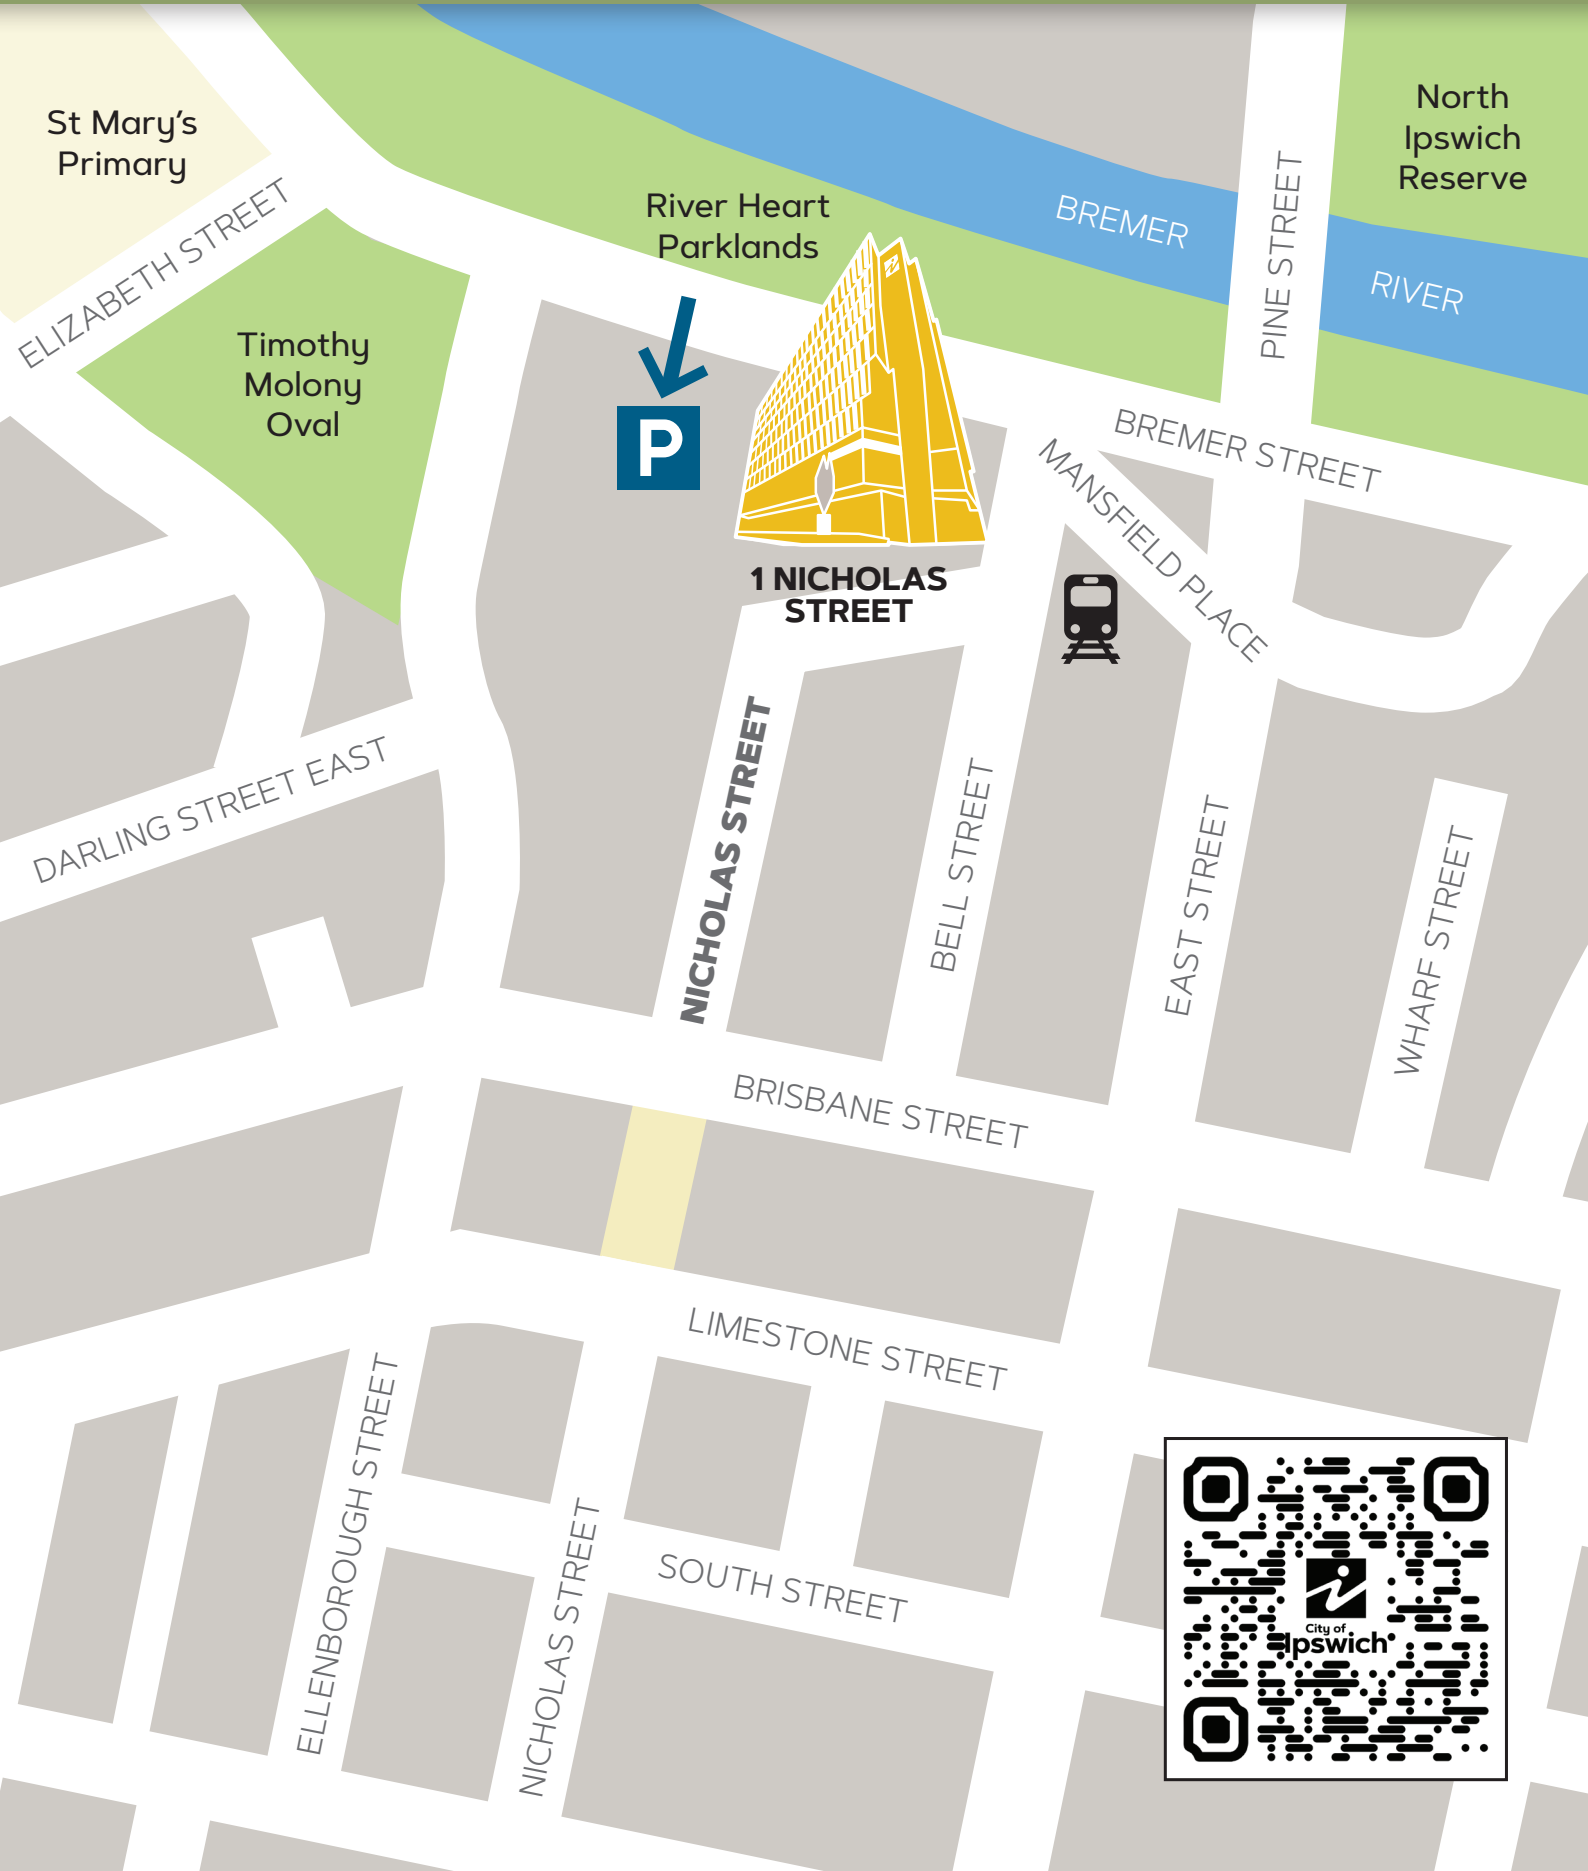 St Mary's
Primary
North
Ipswich
Reserve
ELIZABETH STREET
River Heart
Parklands
BREMER
RIVER
PINE STREET
Timothy
Molony
Oval
P
BREMER STREET
MANSFIELD PLACE
1 NICHOLAS
STREET
DARLING STREET EAST
NICHOLAS STREET
BELL STREET
EAST STREET
WHARF STREET
BRISBANE STREET
LIMESTONE STREET
ELLENBOROUGH STREET
NICHOLAS STREET
SOUTH STREET
City of
Ipswich